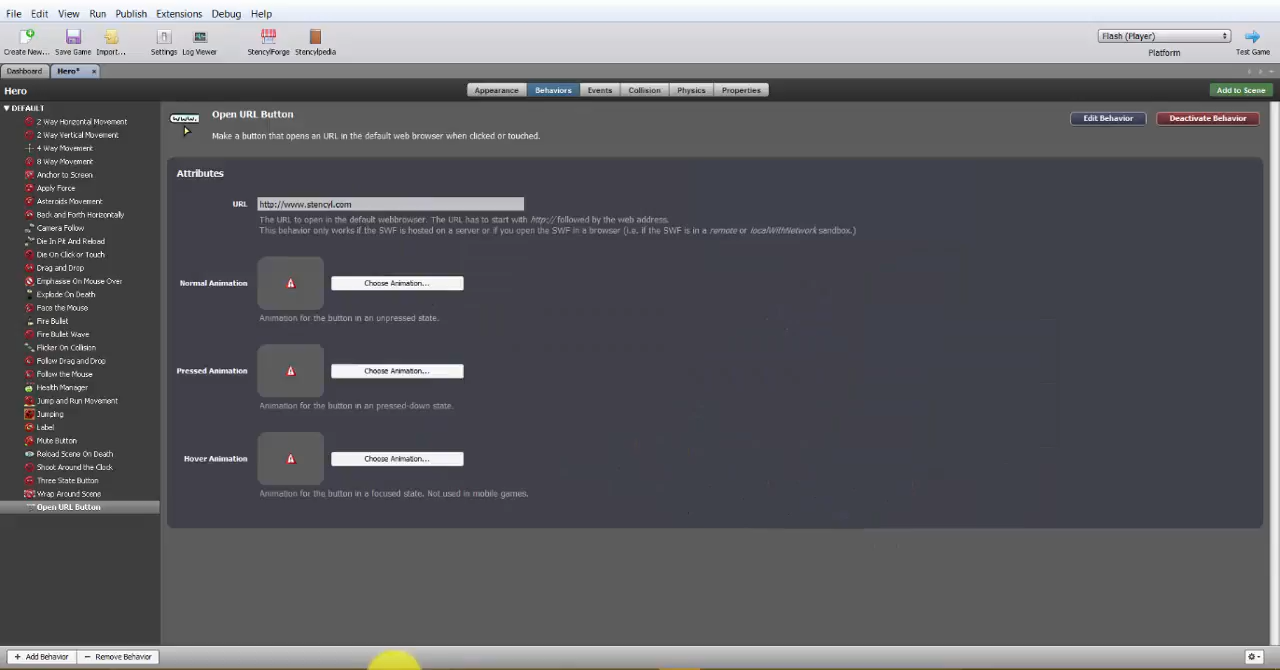 File Edit View Run Publish Extensions Debug Help
Create New... Save Game Import... Settings Log Viewer StencylForge Stencylpedia
Flash (Player)
Platform
Test Game
Dashboard Hero*
Hero
Appearance Behaviors Events Collision Physics Properties
Add to Scene
DEFAULT
2 Way Horizontal Movement
2 Way Vertical Movement
4 Way Movement
8 Way Movement
Anchor to Screen
Apply Force
Asteroids Movement
Back and Forth Horizontally
Camera Follow
Die In Pit And Reload
Die On Click or Touch
Drag and Drop
Emphasise On Mouse Over
Explode On Death
Face the Mouse
Fire Bullet
Fire Bullet Wave
Flicker On Collision
Follow Drag and Drop
Follow the Mouse
Health Manager
Jump and Run Movement
Jumping
Label
Mute Button
Reload Scene On Death
Shoot Around the Clock
Three State Button
Wrap Around Scene
Open URL Button
+ Add Behavior
− Remove Behavior
www.
Open URL Button
Make a button that opens an URL in the default web browser when clicked or touched.
Edit Behavior
Deactivate Behavior
Attributes
URL http://www.stencyl.com
The URL to open in the default webbrowser. The URL has to start with http:// followed by the web address.
This behavior only works if the SWF is hosted on a server or if you open the SWF in a browser (i.e. if the SWF is in a remote or localWithNetwork sandbox.)
Normal Animation Choose Animation...
Animation for the button in an unpressed state.
Pressed Animation Choose Animation...
Animation for the button in an pressed-down state.
Hover Animation Choose Animation...
Animation for the button in a focused state. Not used in mobile games.